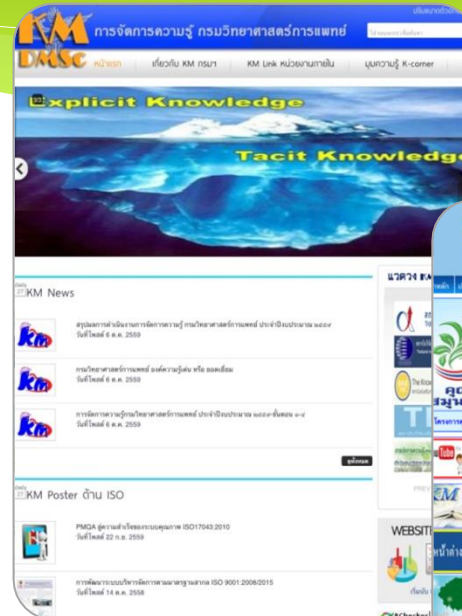 KM
DMSc
การจัดการความรู้ กรมวิทยาศาสตร์การแพทย์
หน้าแรก เกี่ยวกับ KM กรมฯ KM Link หน่วยงานภายใน มุมความรู้ K-corner
Explicit Knowledge
Tacit Knowledge
KM News
สรุปผลการดำเนินงานการจัดการความรู้ กรมวิทยาศาสตร์การแพทย์ ประจำปีงบประมาณ ๒๕๕๙
วันที่โพสต์ 6 ต.ค. 2559
กรมวิทยาศาสตร์การแพทย์ องค์ความรู้เด่น หรือ ยอดเยี่ยม
วันที่โพสต์ 6 ต.ค. 2559
การจัดการความรู้กรมวิทยาศาสตร์การแพทย์ ประจำปีงบประมาณ ๒๕๕๙
วันที่โพสต์ 6 ต.ค. 2559
ดูทั้งหมด
KM Poster ด้าน ISO
PMQA สู่ความสำเร็จของระบบคุณภาพ ISO17043:2010
วันที่โพสต์ 22 ก.ย. 2559
การพัฒนาระบบบริหารจัดการตามมาตรฐานสากล ISO 9001:2008/2015
วันที่โพสต์ 14 ต.ค. 2558
WEBSIT
Tube
KM